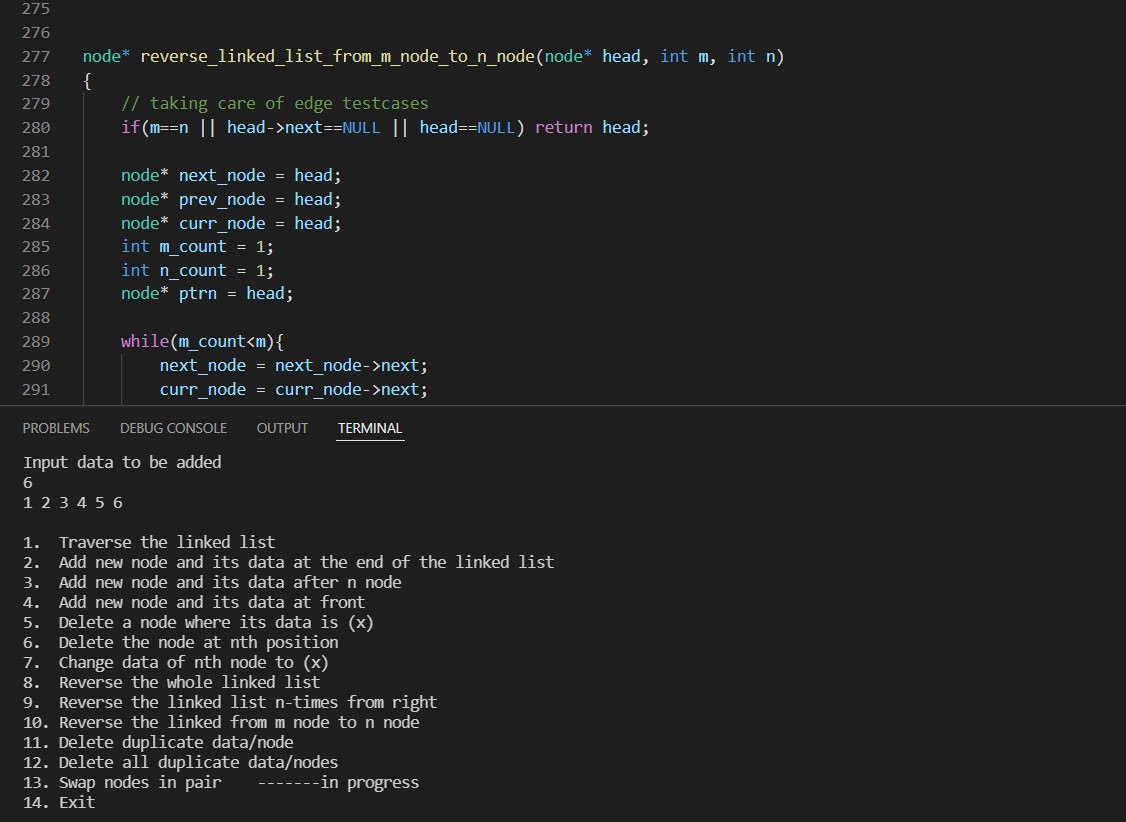 275
276
277 node* reverse_linked_list_from_m_node_to_n_node(node* head, int m, int n)
278 {
279     // taking care of edge testcases
280     if(m==n || head->next==NULL || head==NULL) return head;
281
282     node* next_node = head;
283     node* prev_node = head;
284     node* curr_node = head;
285     int m_count = 1;
286     int n_count = 1;
287     node* ptrn = head;
288
289     while(m_count<m){
290         next_node = next_node->next;
291         curr_node = curr_node->next;
PROBLEMS DEBUG CONSOLE OUTPUT TERMINAL
Input data to be added
6
1 2 3 4 5 6
1.  Traverse the linked list
2.  Add new node and its data at the end of the linked list
3.  Add new node and its data after n node
4.  Add new node and its data at front
5.  Delete a node where its data is (x)
6.  Delete the node at nth position
7.  Change data of nth node to (x)
8.  Reverse the whole linked list
9.  Reverse the linked list n-times from right
10. Reverse the linked from m node to n node
11. Delete duplicate data/node
12. Delete all duplicate data/nodes
13. Swap nodes in pair    -------in progress
14. Exit